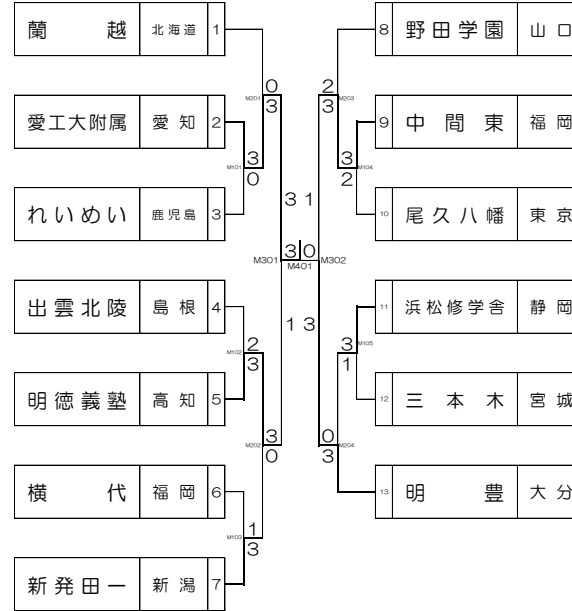 蘭越 北海道 1
0
M201
3
愛工大附属 愛知 2
3
M101
0
れいめい 鹿児島 3
3 1
3 0
M301 M302
M401
出雲北陵 島根 4
1 3
2
M102
3
明徳義塾 高知 5
3
M202
0
横代 福岡 6
1
M103
3
新発田一 新潟 7
8 野田学園 山口
2
M203
3
9 中間東 福岡
3
M104
2
10 尾久八幡 東京
11 浜松修学舎 静岡
3
M105
1
12 三本木 宮城
0
M204
3
13 明豊 大分